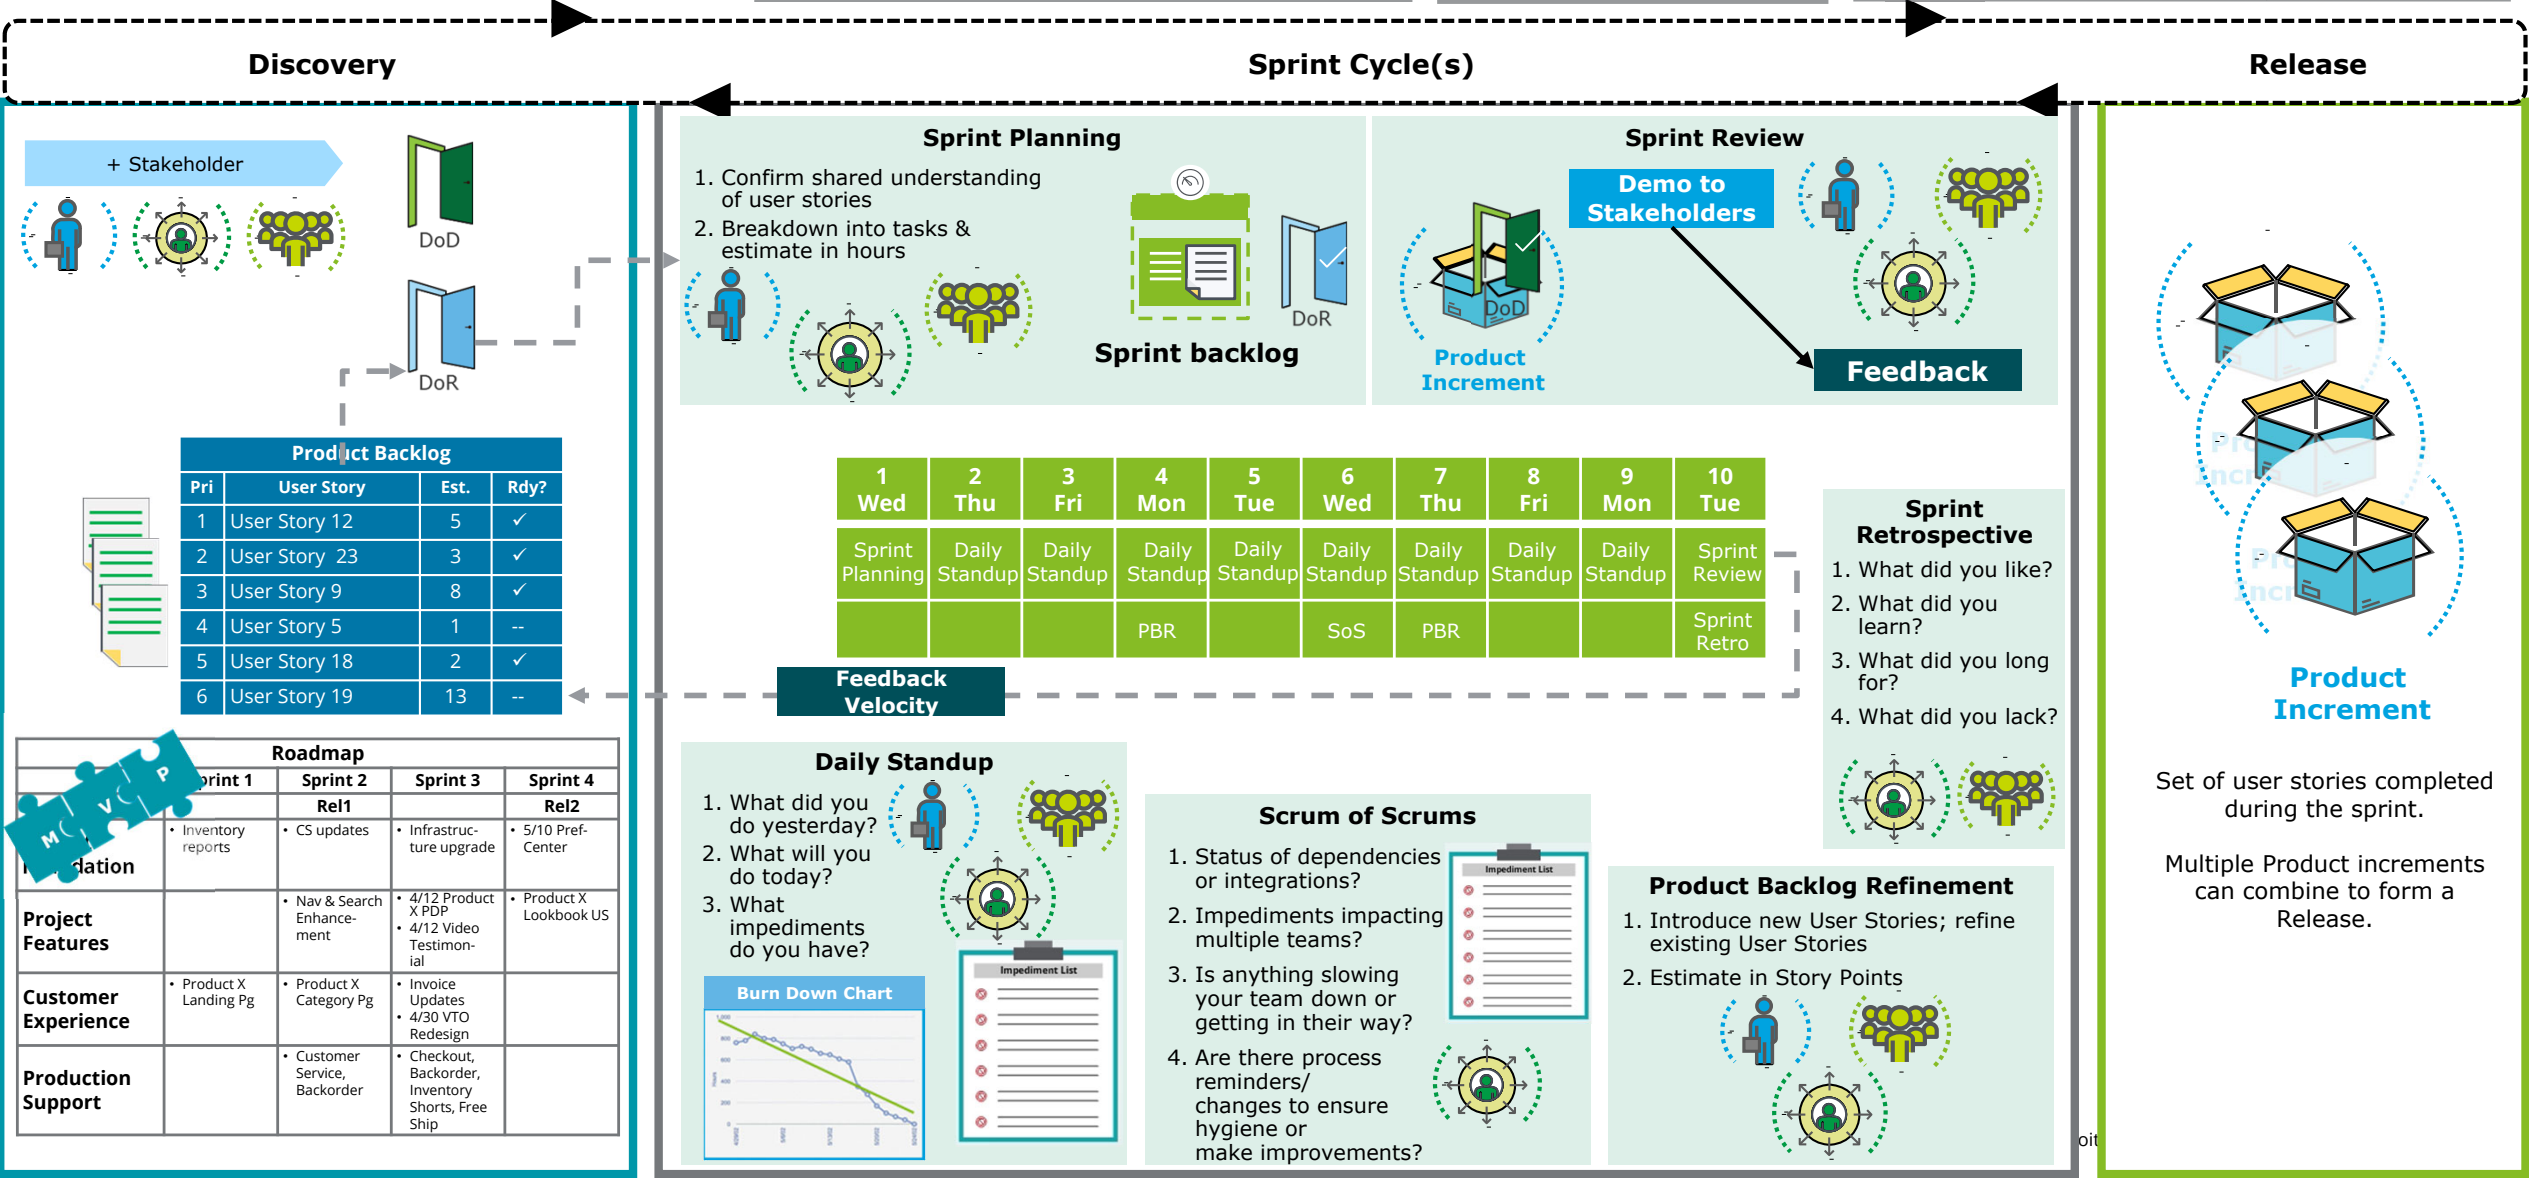 Discovery
Sprint Cycle(s)
Release
+ Stakeholder
DoD
DoR
Product Backlog
Pri User Story Est. Rdy?
1 User Story 12 5 ✓
2 User Story 23 3 ✓
3 User Story 9 8 ✓
4 User Story 5 1 --
5 User Story 18 2 ✓
6 User Story 19 13 --
Roadmap
Sprint 2 Sprint 3 Sprint 4
Rel1 Rel2
M V P
• Inventory
reports
• CS updates
• Infrastruc-
ture upgrade
• 5/10 Pref-
Center
Project
Features
• Nav & Search
Enhance-
ment
• 4/12 Product
X PDP
• 4/12 Video
Testimon-
ial
• Product X
Lookbook US
Customer
Experience
• Product X
Landing Pg
• Product X
Category Pg
• Invoice
Updates
• 4/30 VTO
Redesign
Production
Support
• Customer
Service,
Backorder
• Checkout,
Backorder,
Inventory
Shorts, Free
Ship
Sprint Planning
1. Confirm shared understanding
of user stories
2. Breakdown into tasks &
estimate in hours
DoR
Sprint backlog
Sprint Review
Demo to
Stakeholders
DoD
Product
Increment
Feedback
1 2 3 4 5 6 7 8 9 10
Wed Thu Fri Mon Tue Wed Thu Fri Mon Tue
Sprint Daily Daily Daily Daily Daily Daily Daily Daily Sprint
Planning Standup Standup Standup Standup Standup Standup Standup Standup Review
PBR SoS PBR Sprint
Retro
Feedback
Velocity
Sprint
Retrospective
1. What did you like?
2. What did you
learn?
3. What did you long
for?
4. What did you lack?
Daily Standup
1. What did you
do yesterday?
2. What will you
do today?
3. What
impediments
do you have?
Burn Down Chart
1,000
800
600
400
200
0
Hours
Impediment List
Scrum of Scrums
1. Status of dependencies
or integrations?
2. Impediments impacting
multiple teams?
3. Is anything slowing
your team down or
getting in their way?
4. Are there process
reminders/
changes to ensure
hygiene or
make improvements?
Impediment List
Product Backlog Refinement
1. Introduce new User Stories; refine
existing User Stories
2. Estimate in Story Points
Product
Increment
Set of user stories completed
during the sprint.
Multiple Product increments
can combine to form a
Release.